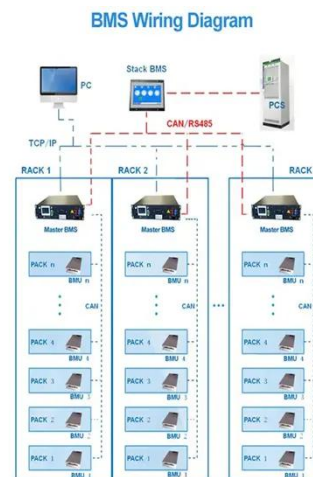 BMS Wiring Diagram
Stack BMS
PC
PCS
CAN/RS485
TCP/IP
RACK 1
RACK 2
RACK
Master BMS
Master BMS
Master BMS
PACK n
BMU n
PACK n
BMU n
PACK n
BMU n
CAN
CAN
CAN
PACK 4
BMU 4
PACK 4
BMU 4
PACK 4
BMU 4
PACK 3
BMU 3
PACK 3
BMU 3
PACK 3
BMU 3
PACK 2
BMU 2
PACK 2
BMU 2
PACK 2
BMU 2
PACK 1
BMU 1
PACK 1
BMU 1
PACK 1
BMU 1